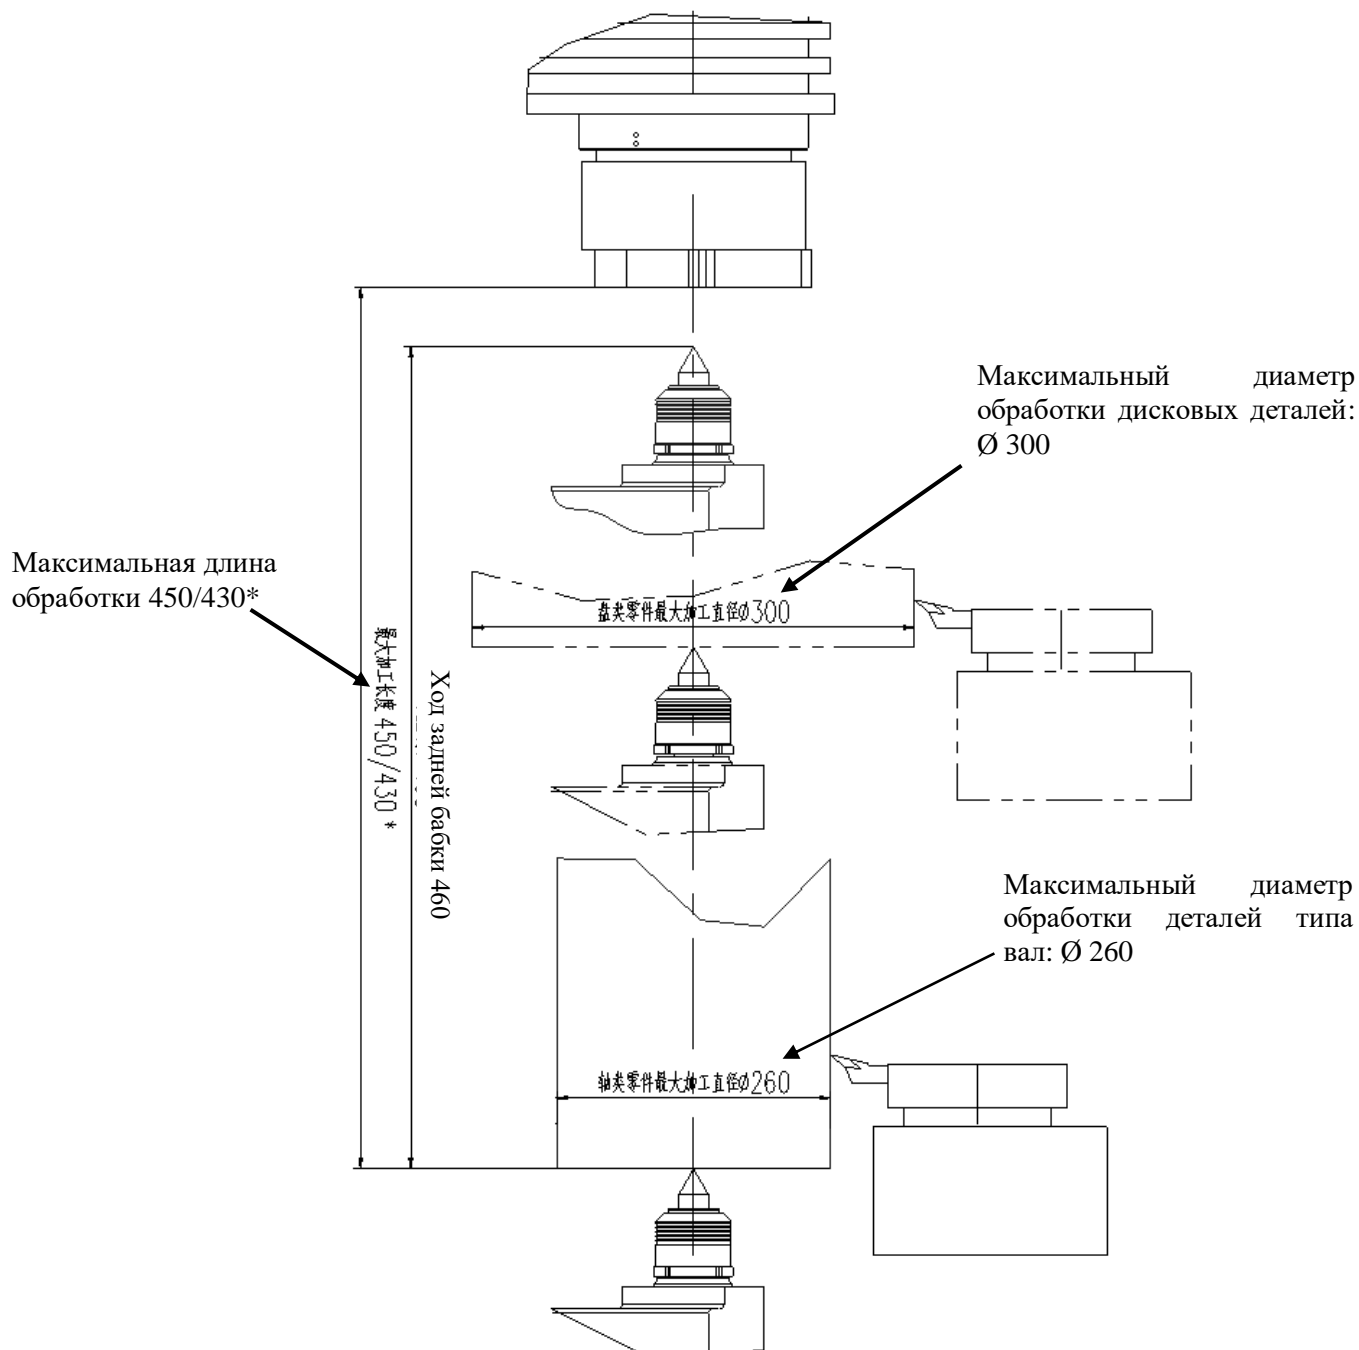 Максимальный диаметр
обработки дисковых деталей:
Ø 300
Максимальная длина
обработки 450/430*
盘类零件最大加工直径Ø300
最大加工长度 450/430 *
Ход задней бабки 460
Максимальный диаметр
обработки деталей типа
вал: Ø 260
轴类零件最大加工直径Ø260